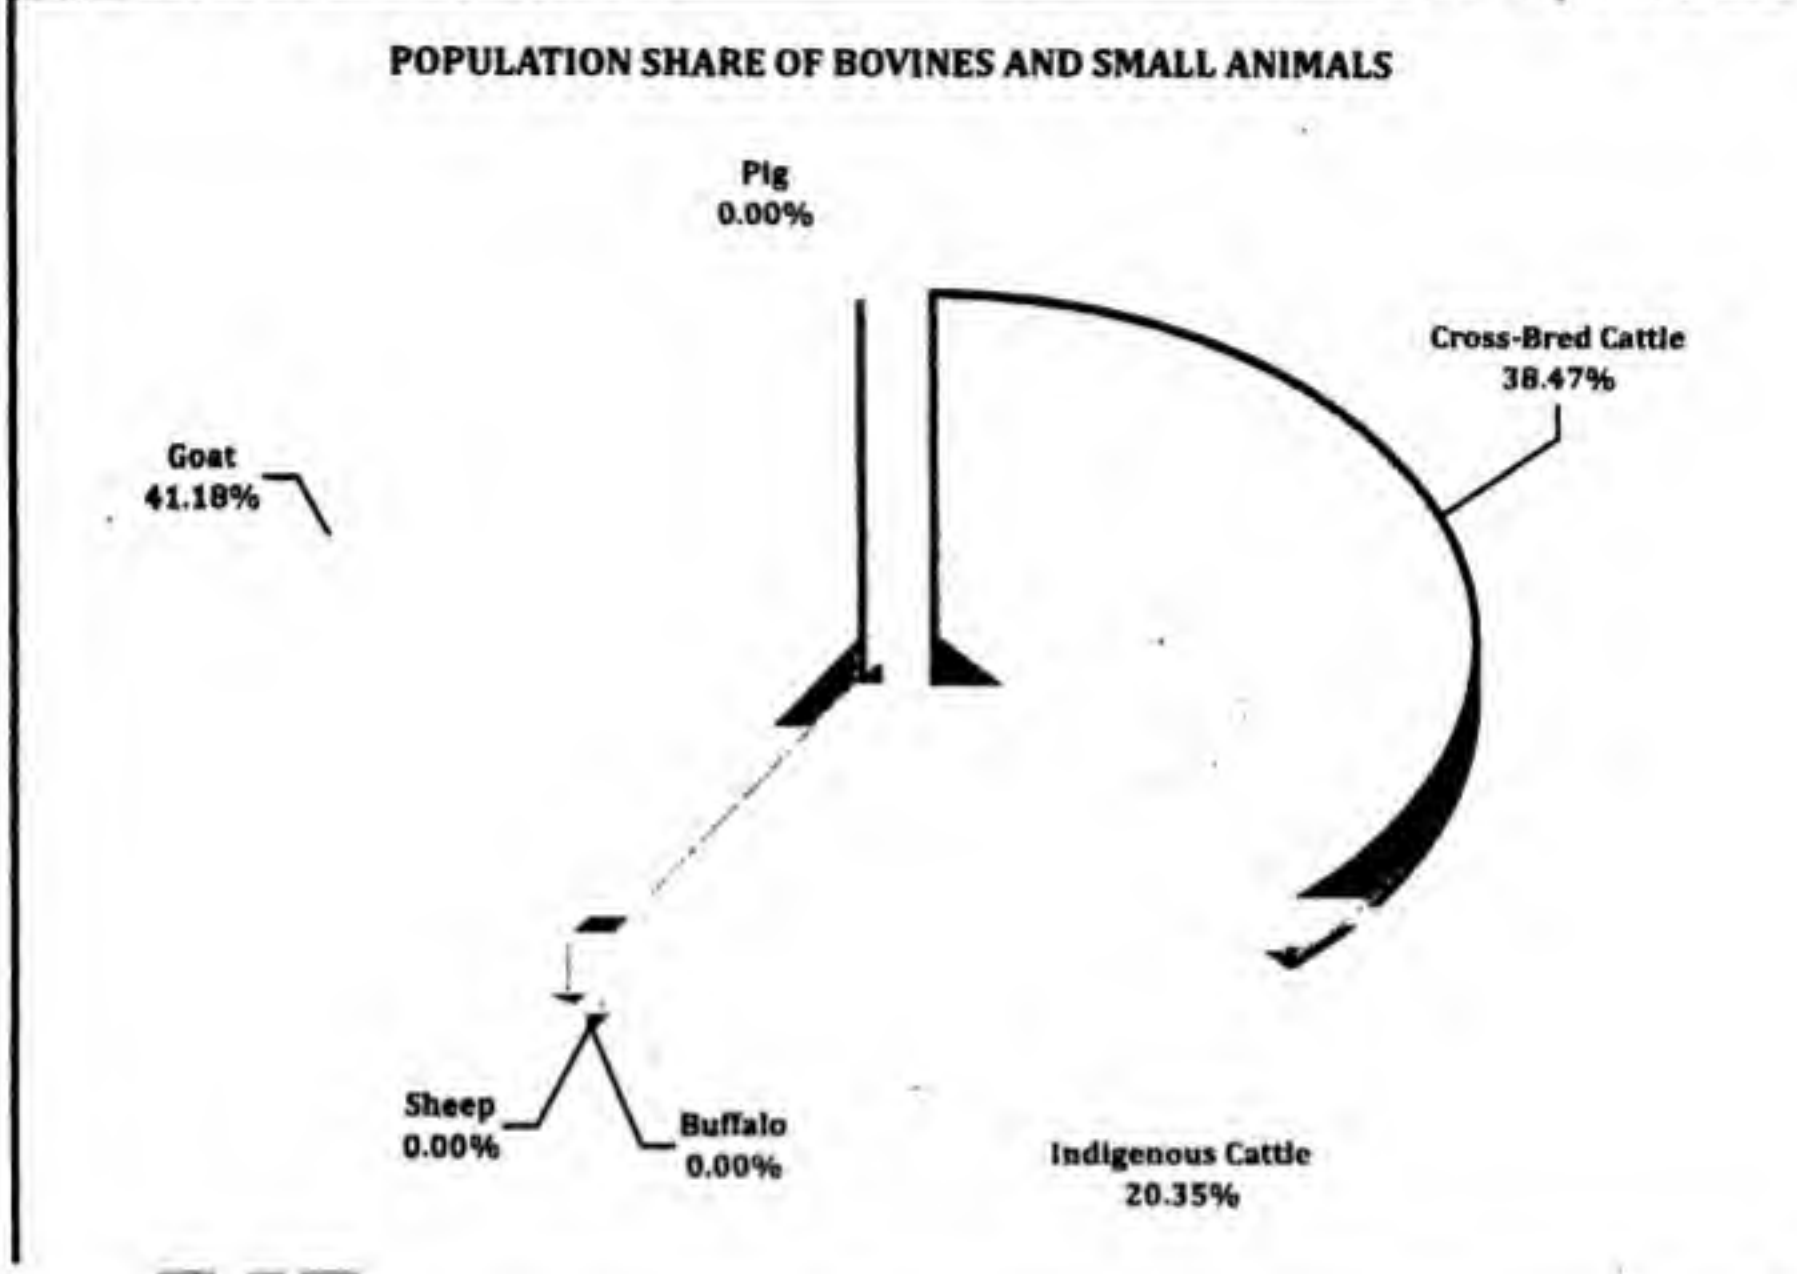 POPULATION SHARE OF BOVINES AND SMALL ANIMALS
Pig
0.00%
Cross-Bred Cattle
38.47%
Goat
41.18%
Sheep
0.00%
Buffalo
0.00%
Indigenous Cattle
20.35%